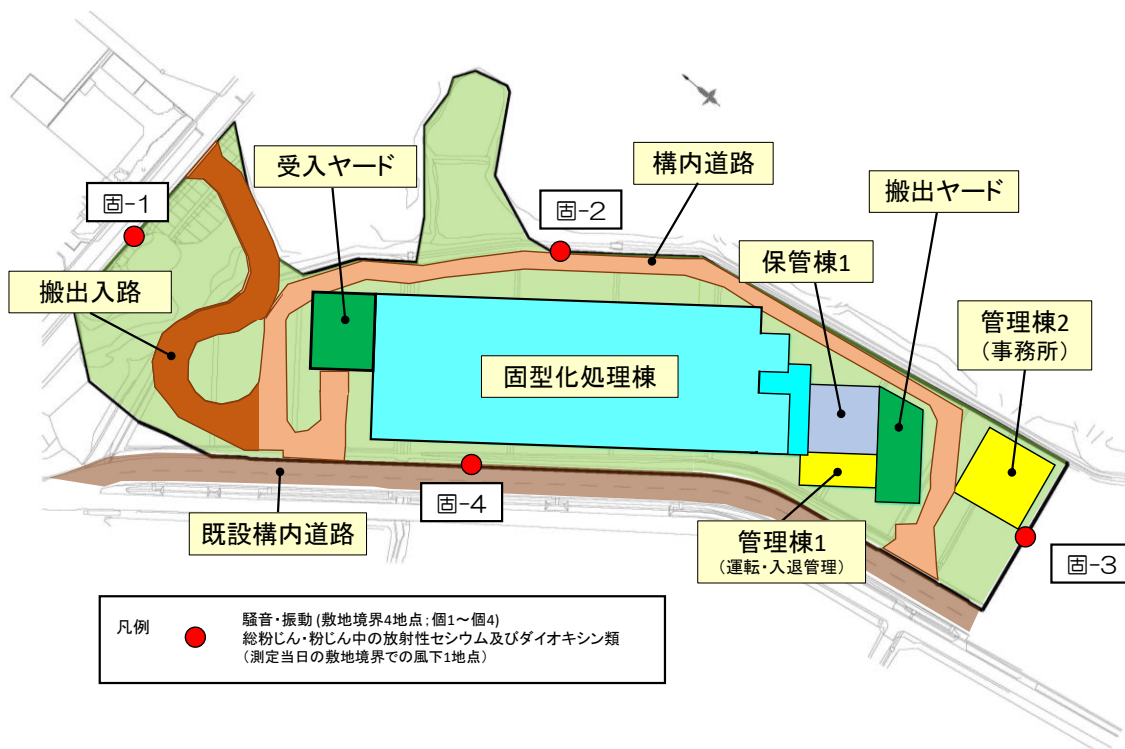 受入ヤード
構内道路
搬出ヤード
固-1
固-2
保管棟1
搬出入路
管理棟2
（事務所）
固型化処理棟
固-4
既設構内道路
管理棟1
（運転・入退管理）
固-3
凡例
騒音・振動 (敷地境界4地点；個1～個4)
総粉じん・粉じん中の放射性セシウム及びダイオキシン類
（測定当日の敷地境界での風下1地点）